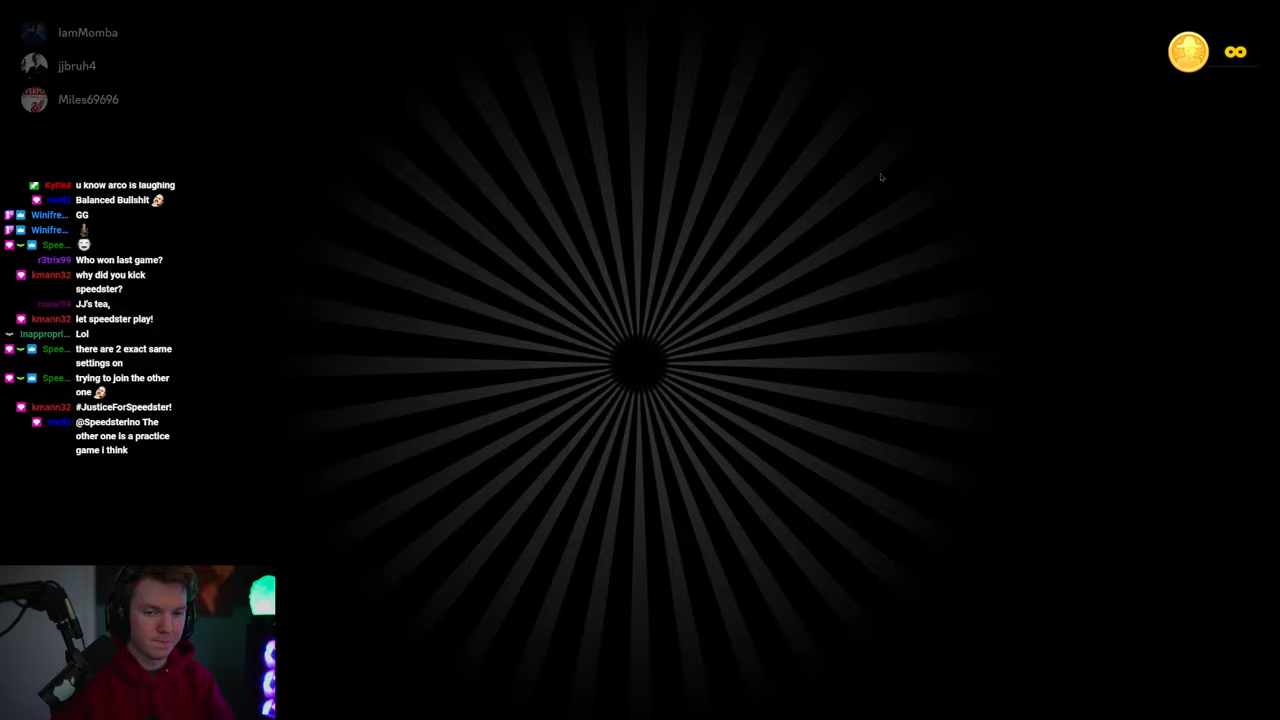 IamMomba
jjbruh4
Miles69696
Kylted u know arco is laughing
Balanced Bullshit
Winifre... GG
Winifre...
Spee...
r3trix99 Who won last game?
kmann32 why did you kick
speedster?
rowal98 JJ's tea,
kmann32 let speedster play!
Inappropri... Lol
Spee... there are 2 exact same
settings on
Spee... trying to join the other
one
kmann32 #JusticeForSpeedster!
@Speedsterino The
other one is a practice
game i think